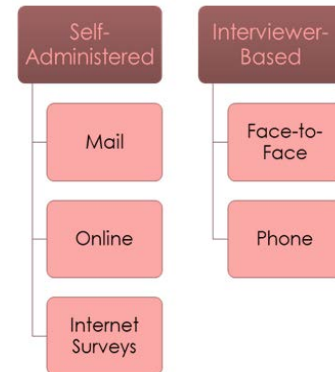 Self-
Administered
Mail
Online
Internet
Surveys
Interviewer-
Based
Face-to-
Face
Phone